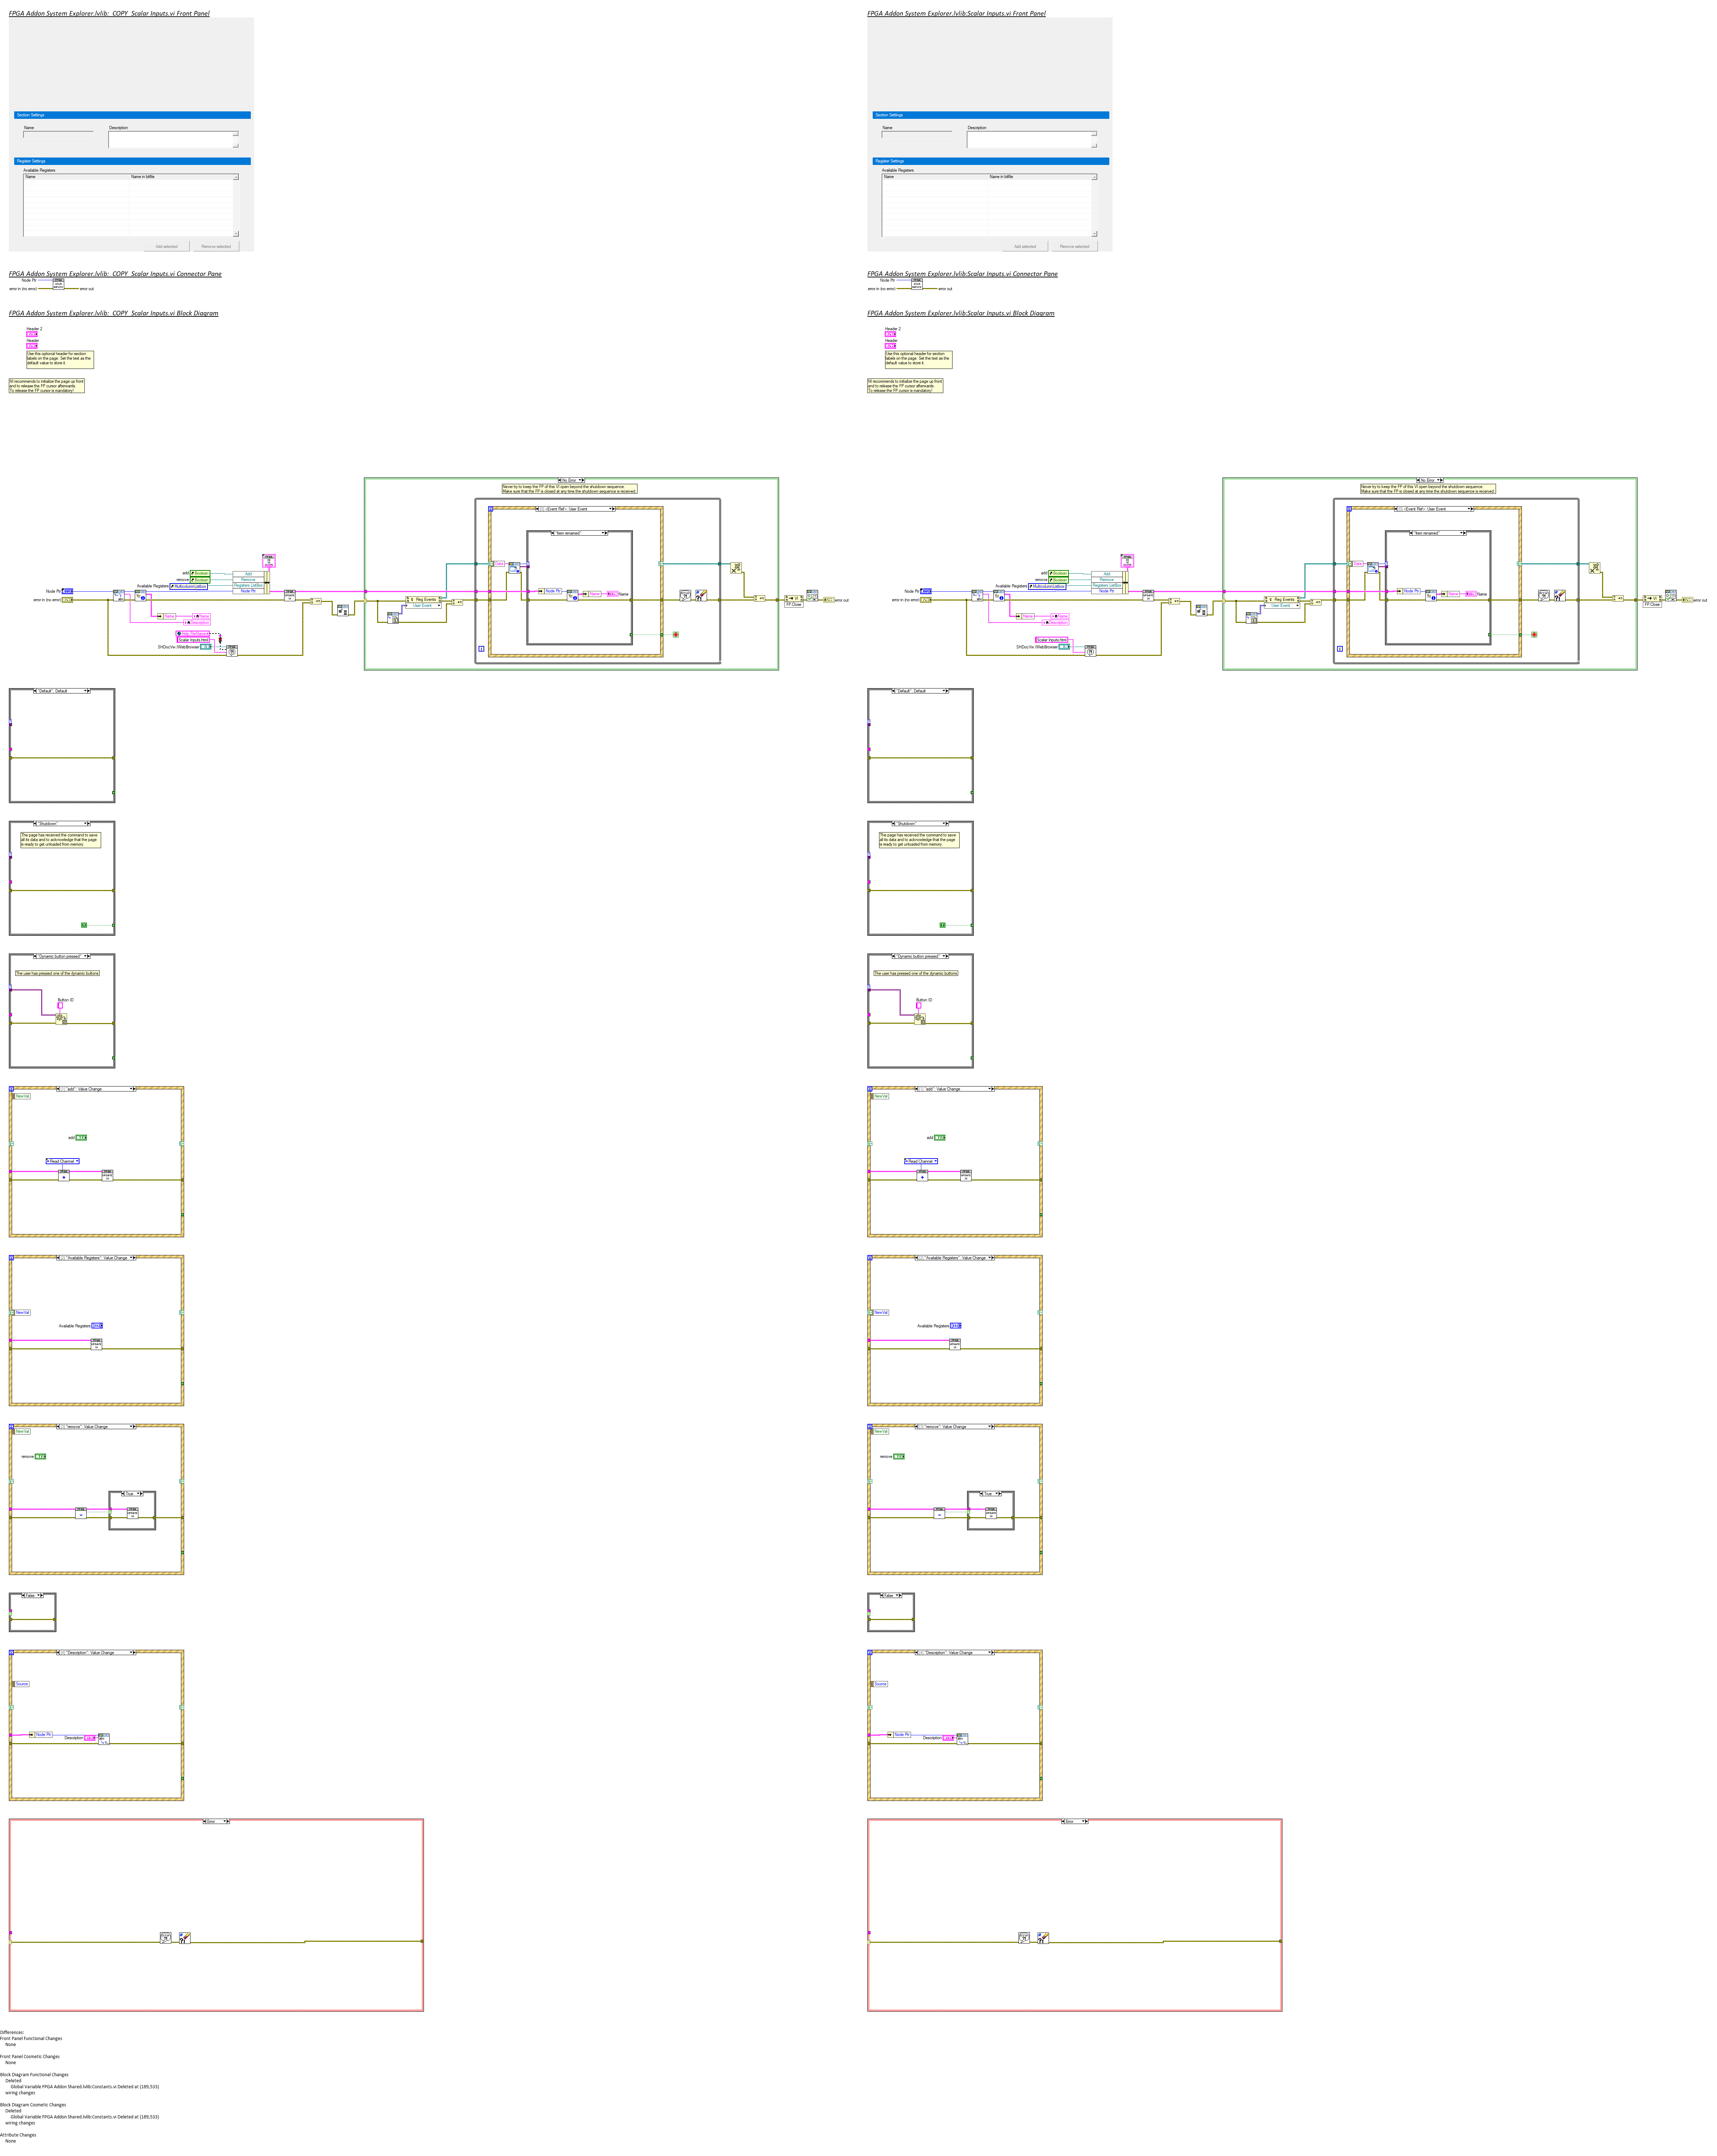 FPGA Addon System Explorer.lvlib:_COPY_Scalar Inputs.vi Front Panel
Section Settings
Name
Description
Register Settings
Available Registers
Name
Name in bitfile
Add selected
Remove selected
FPGA Addon System Explorer.lvlib:_COPY_Scalar Inputs.vi Connector Pane
Node Ptr
error in (no error)
error out
FPGA Addon System Explorer.lvlib:_COPY_Scalar Inputs.vi Block Diagram
Header 2
Header
Use this optional header for section
labels on the page. Set the text as the
default value to store it.
NI recommends to initialize the page up front
and to release the FP cursor afterwards.
To release the FP cursor is mandatory!
No Error
Never try to keep the FP of this VI open beyond the shutdown sequence.
Make sure that the FP is closed at any time the shutdown sequence is received.
<Event Ref>: User Event
"Item renamed"
add
Boolean
Add
remove
Boolean
Remove
Available Registers
MulticolumnListbox
Registers ListBox
Node Ptr
Node Ptr
error in (no error)
Name
Description
Name
Description
Scalar Inputs.html
SHDocVw.IWebBrowser
Reg Events
User Event
Node Ptr
Name
Name
FP.Close
error out
"Default", Default
"Shutdown"
The page has received the command to save
all its data and to acknowledge that the page
is ready to get unloaded from memory.
"Dynamic button pressed"
The user has pressed one of the dynamic buttons
Button ID
"add": Value Change
NewVal
add
Read Channel
"Available Registers": Value Change
NewVal
Available Registers
"remove": Value Change
NewVal
remove
True
False
"Description": Value Change
Source
Node Ptr
Description
Error
FPGA Addon System Explorer.lvlib:Scalar Inputs.vi Front Panel
Section Settings
Name
Description
Register Settings
Available Registers
Name
Name in bitfile
Add selected
Remove selected
FPGA Addon System Explorer.lvlib:Scalar Inputs.vi Connector Pane
Node Ptr
error in (no error)
error out
FPGA Addon System Explorer.lvlib:Scalar Inputs.vi Block Diagram
Header 2
Header
Use this optional header for section
labels on the page. Set the text as the
default value to store it.
NI recommends to initialize the page up front
and to release the FP cursor afterwards.
To release the FP cursor is mandatory!
No Error
Never try to keep the FP of this VI open beyond the shutdown sequence.
Make sure that the FP is closed at any time the shutdown sequence is received.
<Event Ref>: User Event
"Item renamed"
add
Boolean
Add
remove
Boolean
Remove
Available Registers
MulticolumnListbox
Registers ListBox
Node Ptr
Node Ptr
error in (no error)
Name
Description
Name
Description
Scalar Inputs.html
SHDocVw.IWebBrowser
Reg Events
User Event
Node Ptr
Name
Name
FP.Close
error out
"Default", Default
"Shutdown"
The page has received the command to save
all its data and to acknowledge that the page
is ready to get unloaded from memory.
"Dynamic button pressed"
The user has pressed one of the dynamic buttons
Button ID
"add": Value Change
NewVal
add
Read Channel
"Available Registers": Value Change
NewVal
Available Registers
"remove": Value Change
NewVal
remove
True
False
"Description": Value Change
Source
Node Ptr
Description
Error
Differences:
Front Panel Functional Changes
None
Front Panel Cosmetic Changes
None
Block Diagram Functional Changes
Deleted
Global Variable FPGA Addon Shared.lvlib:Constants.vi Deleted at (189,533)
wiring changes
Block Diagram Cosmetic Changes
Deleted
Global Variable FPGA Addon Shared.lvlib:Constants.vi Deleted at (189,533)
wiring changes
Attribute Changes
None